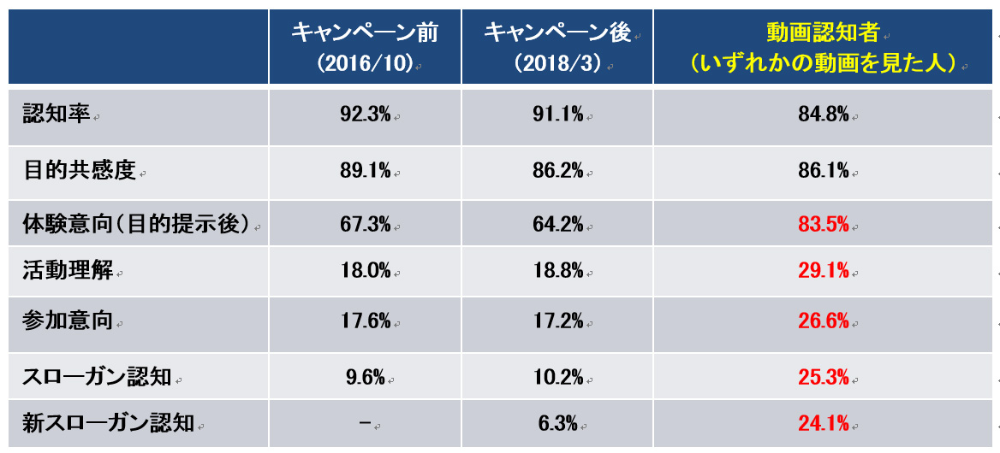 キャンペーン前 キャンペーン後 動画認知者
(2016/10) (2018/3) (いずれかの動画を見た人)
認知率 92.3% 91.1% 84.8%
目的共感度 89.1% 86.2% 86.1%
体験意向(目的提示後) 67.3% 64.2% 83.5%
活動理解 18.0% 18.8% 29.1%
参加意向 17.6% 17.2% 26.6%
スローガン認知 9.6% 10.2% 25.3%
新スローガン認知 − 6.3% 24.1%